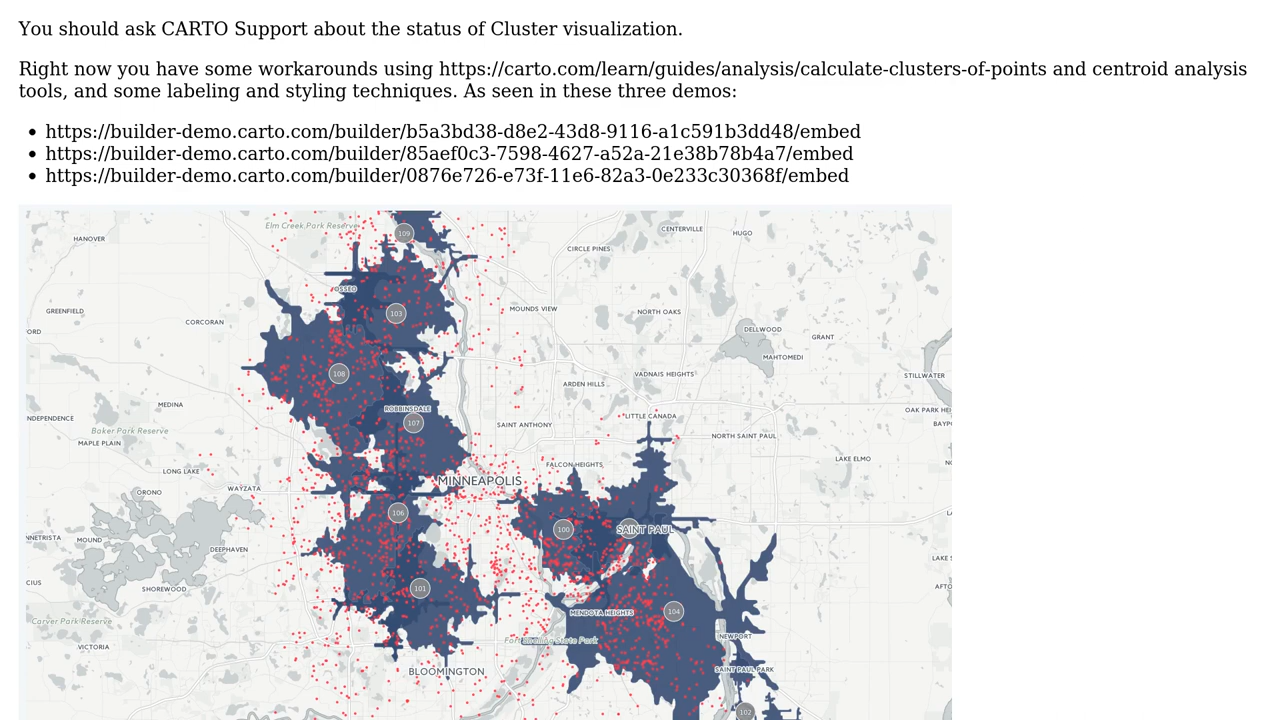 You should ask CARTO Support about the status of Cluster visualization.
Right now you have some workarounds using https://carto.com/learn/guides/analysis/calculate-clusters-of-points and centroid analysis
tools, and some labeling and styling techniques. As seen in these three demos:
https://builder-demo.carto.com/builder/b5a3bd38-d8e2-43d8-9116-a1c591b3dd48/embed
https://builder-demo.carto.com/builder/85aef0c3-7598-4627-a52a-21e38b78b4a7/embed
https://builder-demo.carto.com/builder/0876e726-e73f-11e6-82a3-0e233c30368f/embed
Elm Creek Park Reserve
CENTERVILLE
HUGO
109
HANOVER
CIRCLE PINES
OSSEO
GREENFIELD
MOUNDS VIEW
NORTH OAKS
103
CORCORAN
DELLWOOD
ORD
GRANT
MAHTOMEDI
108
VADNAIS HEIGHTS
STILLWATER
ARDEN HILLS
MEDINA
ROBBINSDALE
OAK PARK HE
NDEPENDENCE
LITTLE CANADA
107
SAINT ANTHONY
BAYP
Baker Park Reserve
NORTH SAINT PAUL
MAPLE PLAIN
LAKE ELMO
FALCON HEIGHTS
LONG LAKE
MINNEAPOLIS
WAYZATA
ORONO
106
100
SAINT PAUL
NNETRISTA
MOUND
DEEPHAVEN
LAKE S
CIUS
AFTO
SHOREWOOD
101
MENDOTA HEIGHTS
104
Carver Park Reserve
NEWPORT
Fort Snelling State Park
VICTORIA
SAINT PAUL PARK
BLOOMINGTON
102